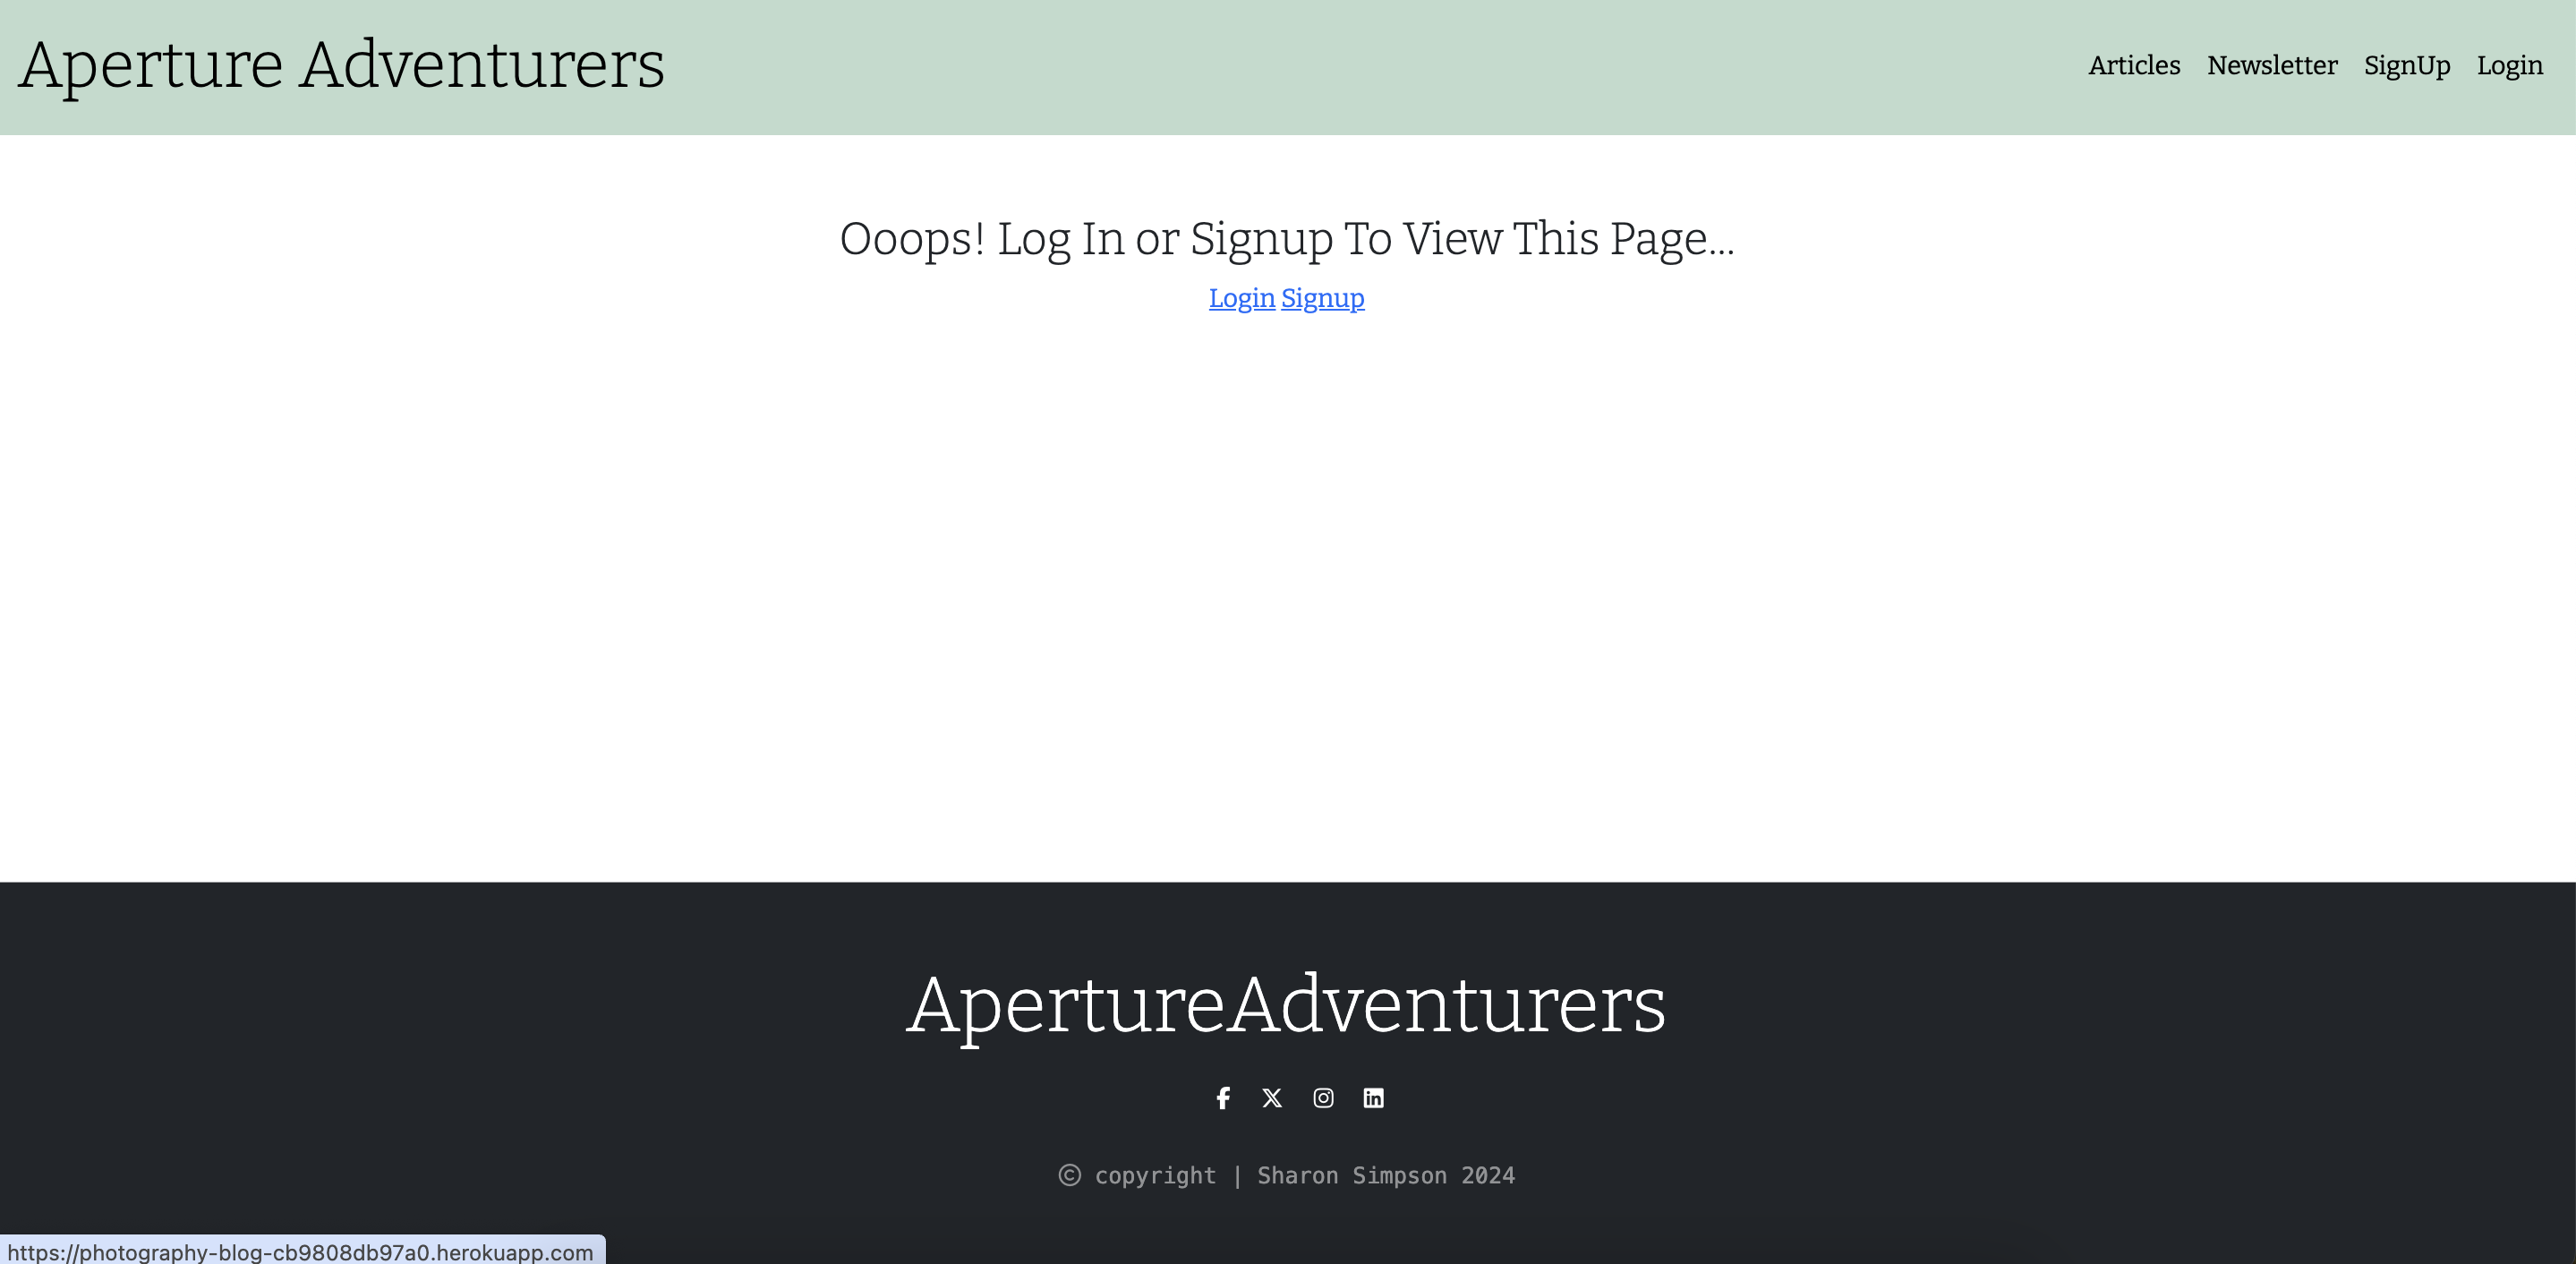 Aperture Adventurers
Articles Newsletter SignUp Login
Ooops! Log In or Signup To View This Page...
Login Signup
ApertureAdventurers
© copyright | Sharon Simpson 2024
https://photography-blog-cb9808db97a0.herokuapp.com